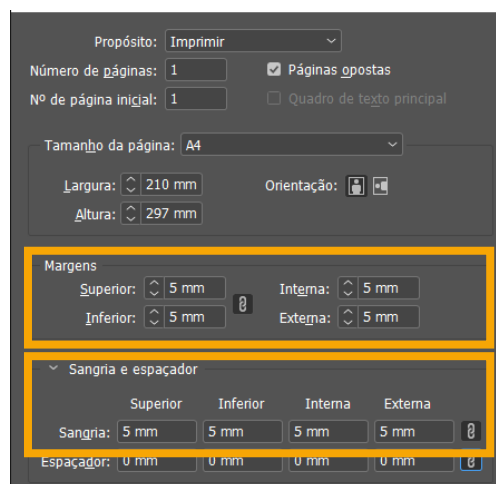 Propósito: Imprimir
Número de páginas: 1 Páginas opostas
Nº de página inicial: 1 Quadro de texto principal
Tamanho da página: A4
Largura: 210 mm Orientação:
Altura: 297 mm
Margens
Superior: 5 mm Interna: 5 mm
Inferior: 5 mm Externa: 5 mm
Sangria e espaçador
Superior Inferior Interna Externa
Sangria: 5 mm 5 mm 5 mm 5 mm
Espaçador: 0 mm 0 mm 0 mm 0 mm